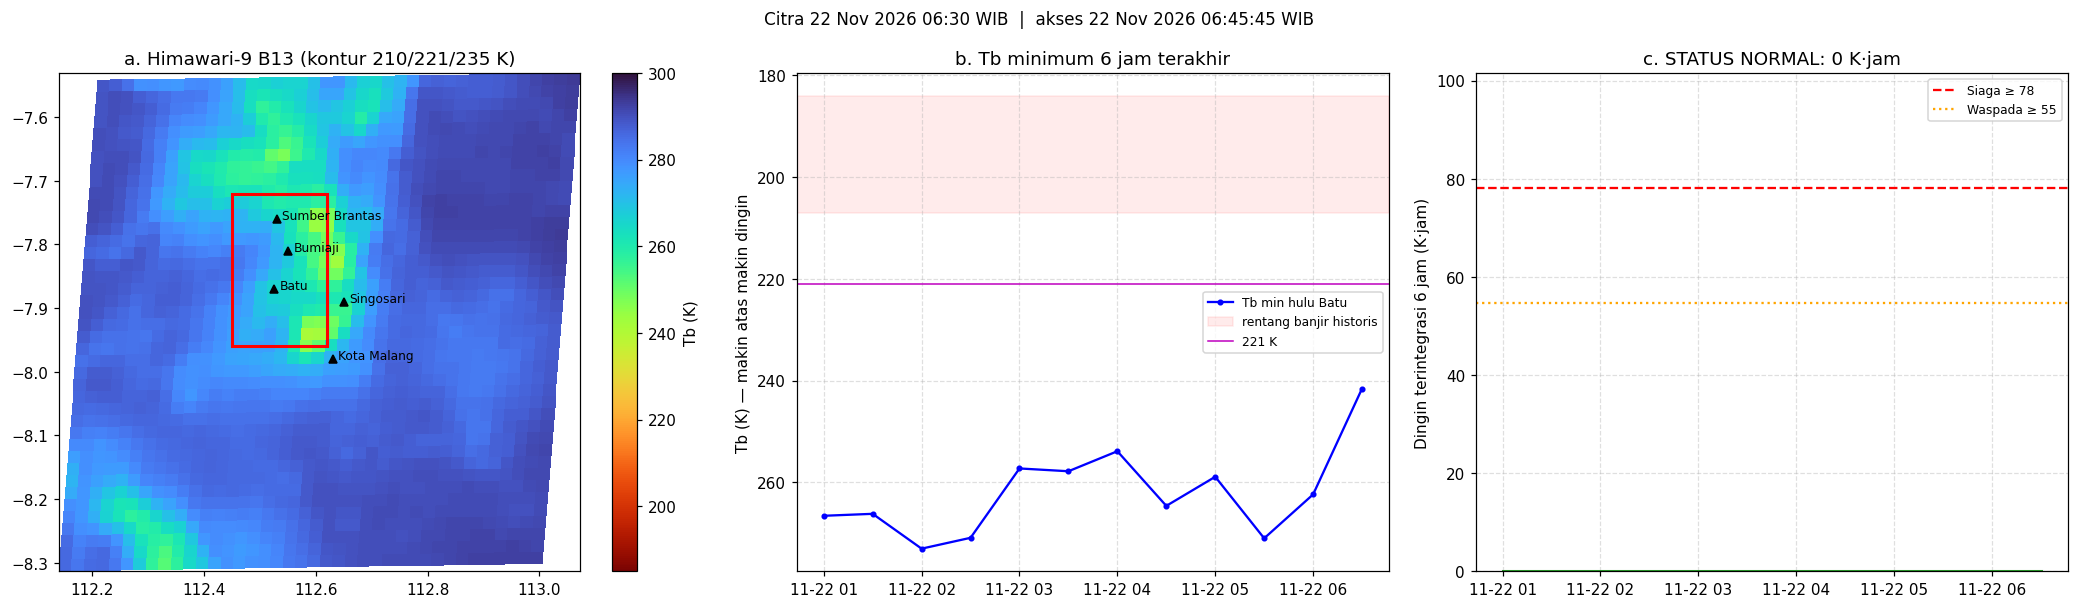 Citra 22 Nov 2026 06:30 WIB  |  akses 22 Nov 2026 06:45:45 WIB
a. Himawari-9 B13 (kontur 210/221/235 K)
−7.6
−7.7
−7.8
−7.9
−8.0
−8.1
−8.2
−8.3
112.2 112.4 112.6 112.8 113.0
Sumber Brantas
Bumiaji
Batu
Singosari
Kota Malang
300
280
260
240
220
200
Tb (K)
b. Tb minimum 6 jam terakhir
Tb (K) — makin atas makin dingin
180
200
220
240
260
Tb min hulu Batu
rentang banjir historis
221 K
11-22 01 11-22 02 11-22 03 11-22 04 11-22 05 11-22 06
c. STATUS NORMAL: 0 K·jam
Dingin terintegrasi 6 jam (K·jam)
100
80
60
40
20
0
Siaga ≥ 78
Waspada ≥ 55
11-22 01 11-22 02 11-22 03 11-22 04 11-22 05 11-22 06